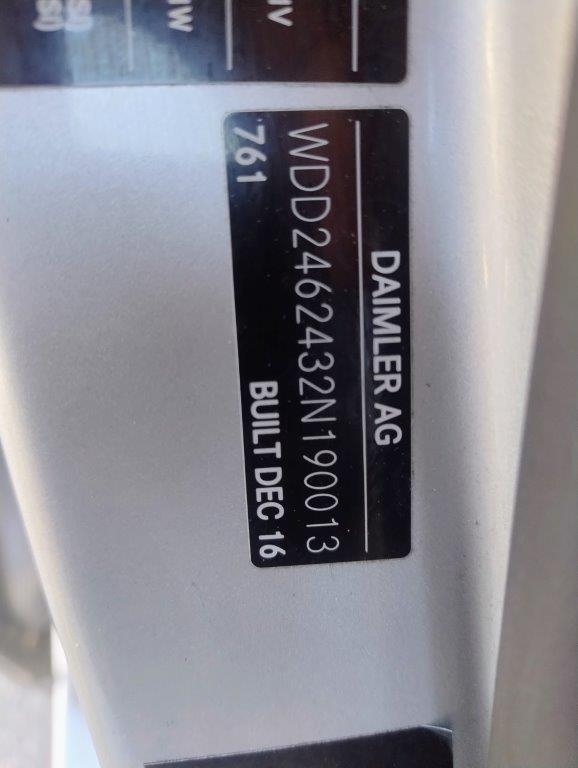 DAIMLER AG
WDD2462432N190013
761 BUILT DEC 16